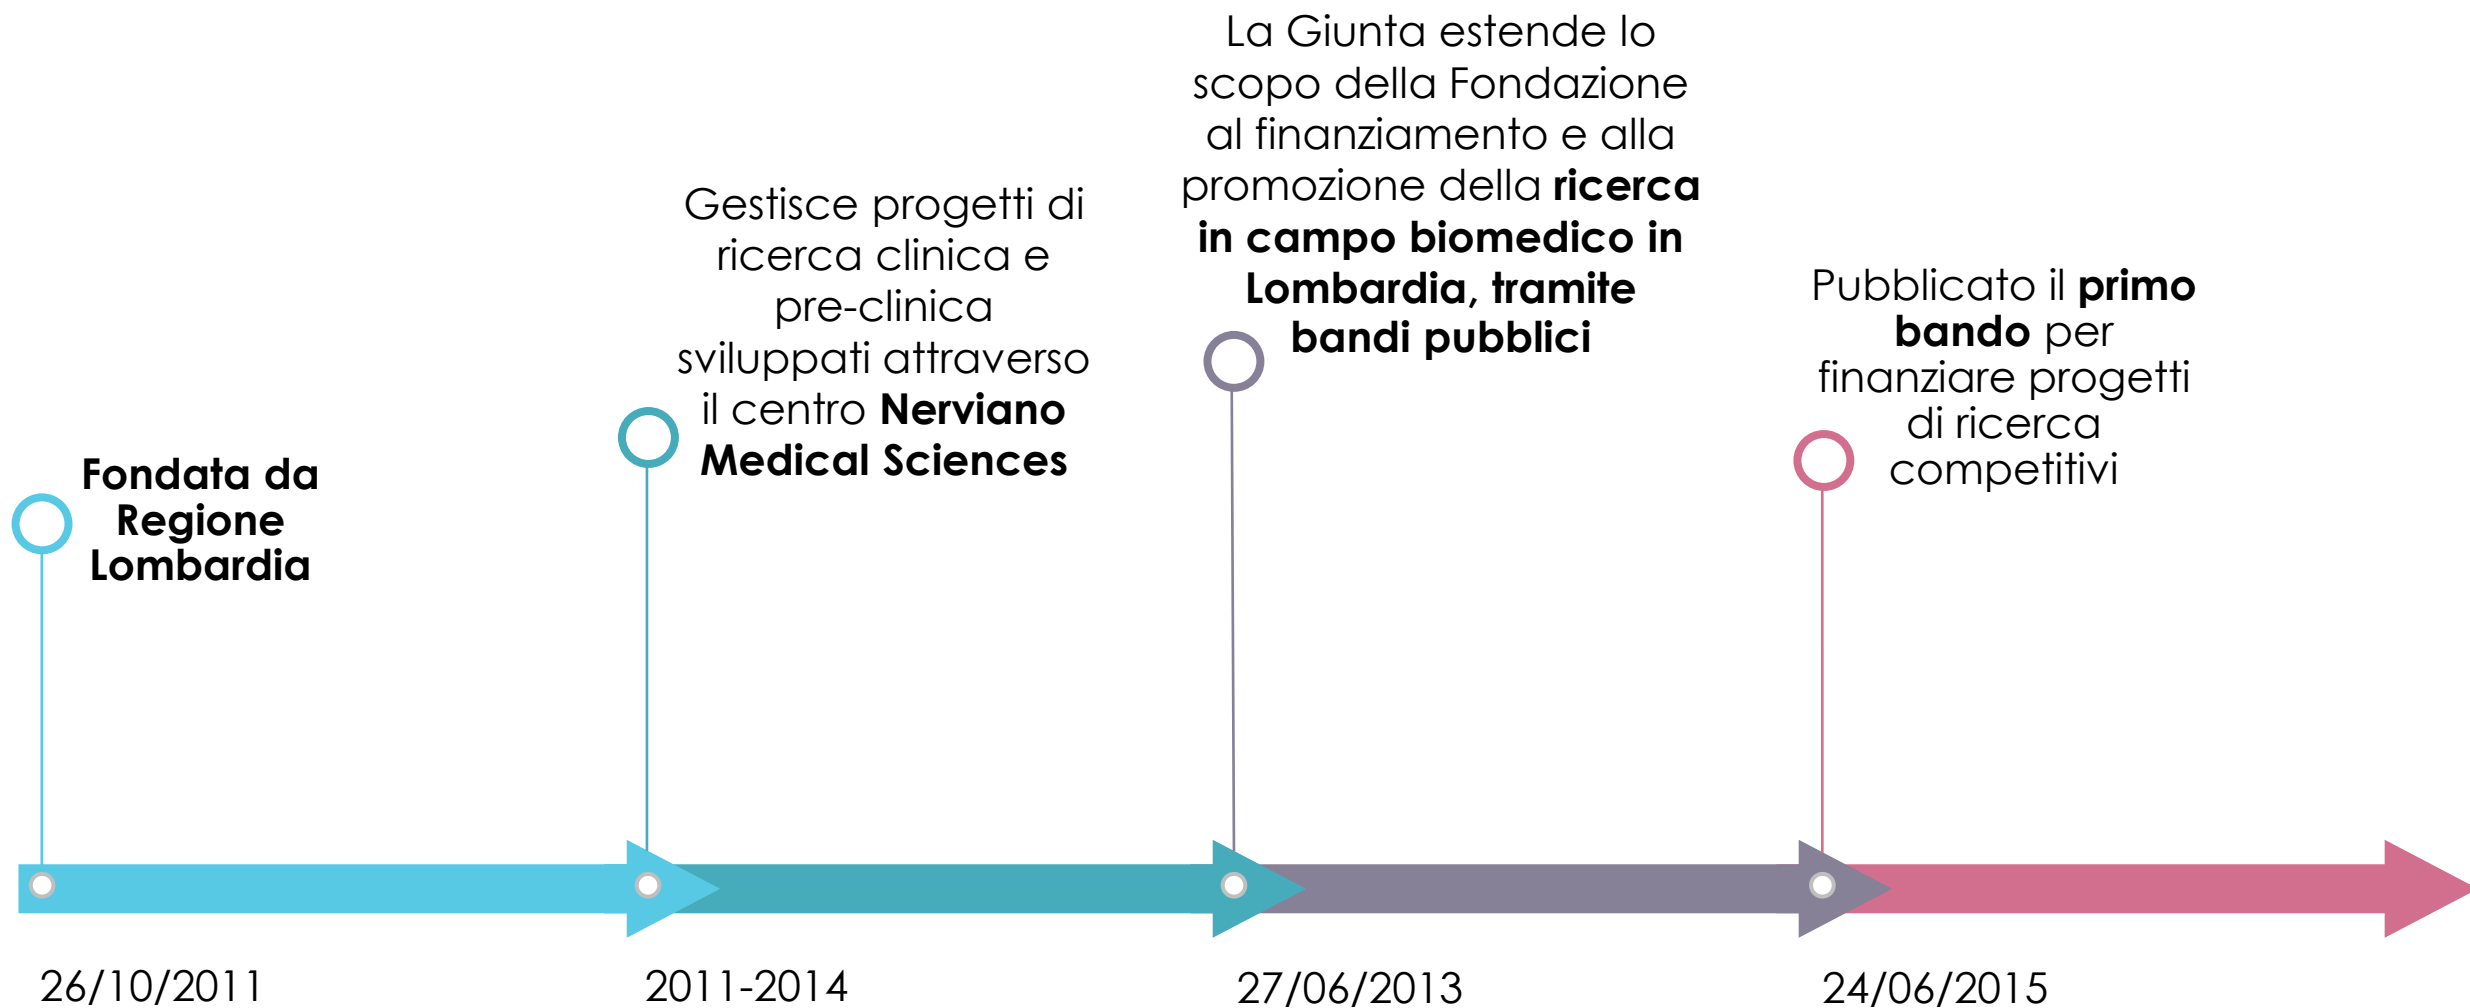 Fondata da
Regione
Lombardia
Gestisce progetti di
ricerca clinica e
pre-clinica
sviluppati attraverso
il centro Nerviano
Medical Sciences
La Giunta estende lo
scopo della Fondazione
al finanziamento e alla
promozione della ricerca
in campo biomedico in
Lombardia, tramite
bandi pubblici
Pubblicato il primo
bando per
finanziare progetti
di ricerca
competitivi
26/10/2011
2011-2014
27/06/2013
24/06/2015